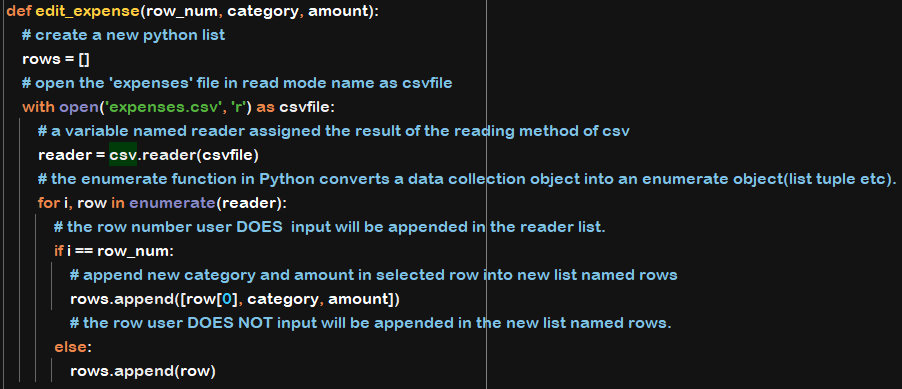 def edit_expense(row_num, category, amount):
# create a new python list
rows = []
# open the 'expenses' file in read mode name as csvfile
with open('expenses.csv', 'r') as csvfile:
# a variable named reader assigned the result of the reading method of csv
reader = csv.reader(csvfile)
# the enumerate function in Python converts a data collection object into an enumerate object(list tuple etc).
for i, row in enumerate(reader):
# the row number user DOES  input will be appended in the reader list.
if i == row_num:
# append new category and amount in selected row into new list named rows
rows.append([row[0], category, amount])
# the row user DOES NOT input will be appended in the new list named rows.
else:
rows.append(row)